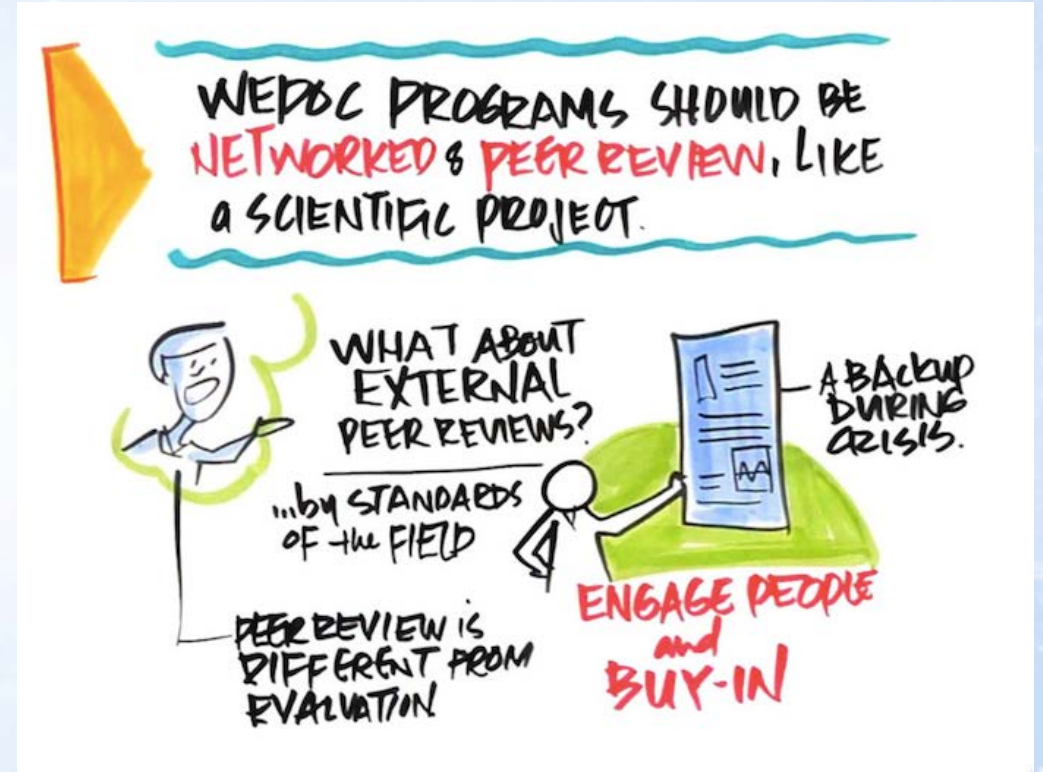 WEDOC PROGRAMS SHOULD BE
NETWORKED & PEER REVIEW, LIKE
a SCIENTIFIC PROJECT.
WHAT ABOUT
EXTERNAL
PEER REVIEWS?
...by STANDARDS
OF the FIELD
PEER REVIEW is
DIFFERENT FROM
EVALUATION
A BACKUP
DURING
CRISIS.
ENGAGE PEOPLE
and
BUY-IN